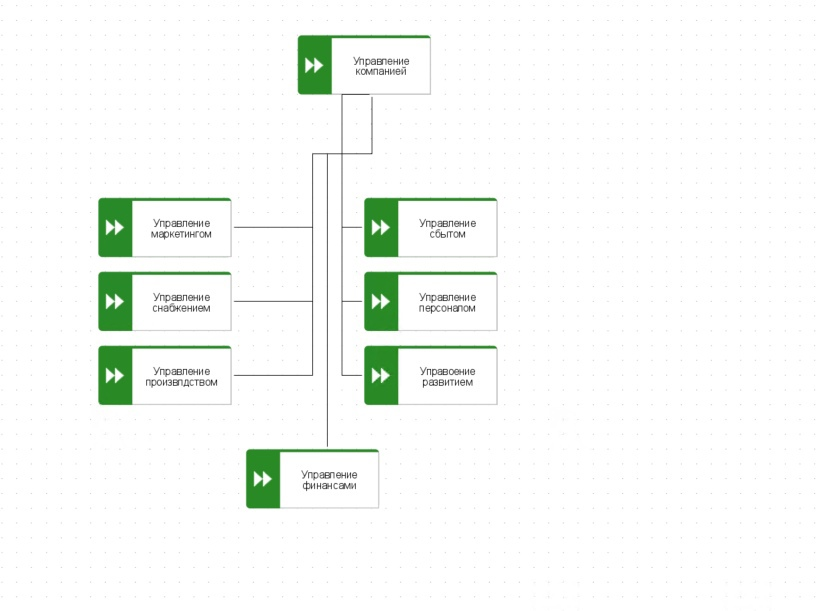 Управление
компанией
Управление
маркетингом
Управление
сбытом
Управление
снабжением
Управление
персоналом
Управление
произвлдством
Управоение
развитием
Управление
финансами